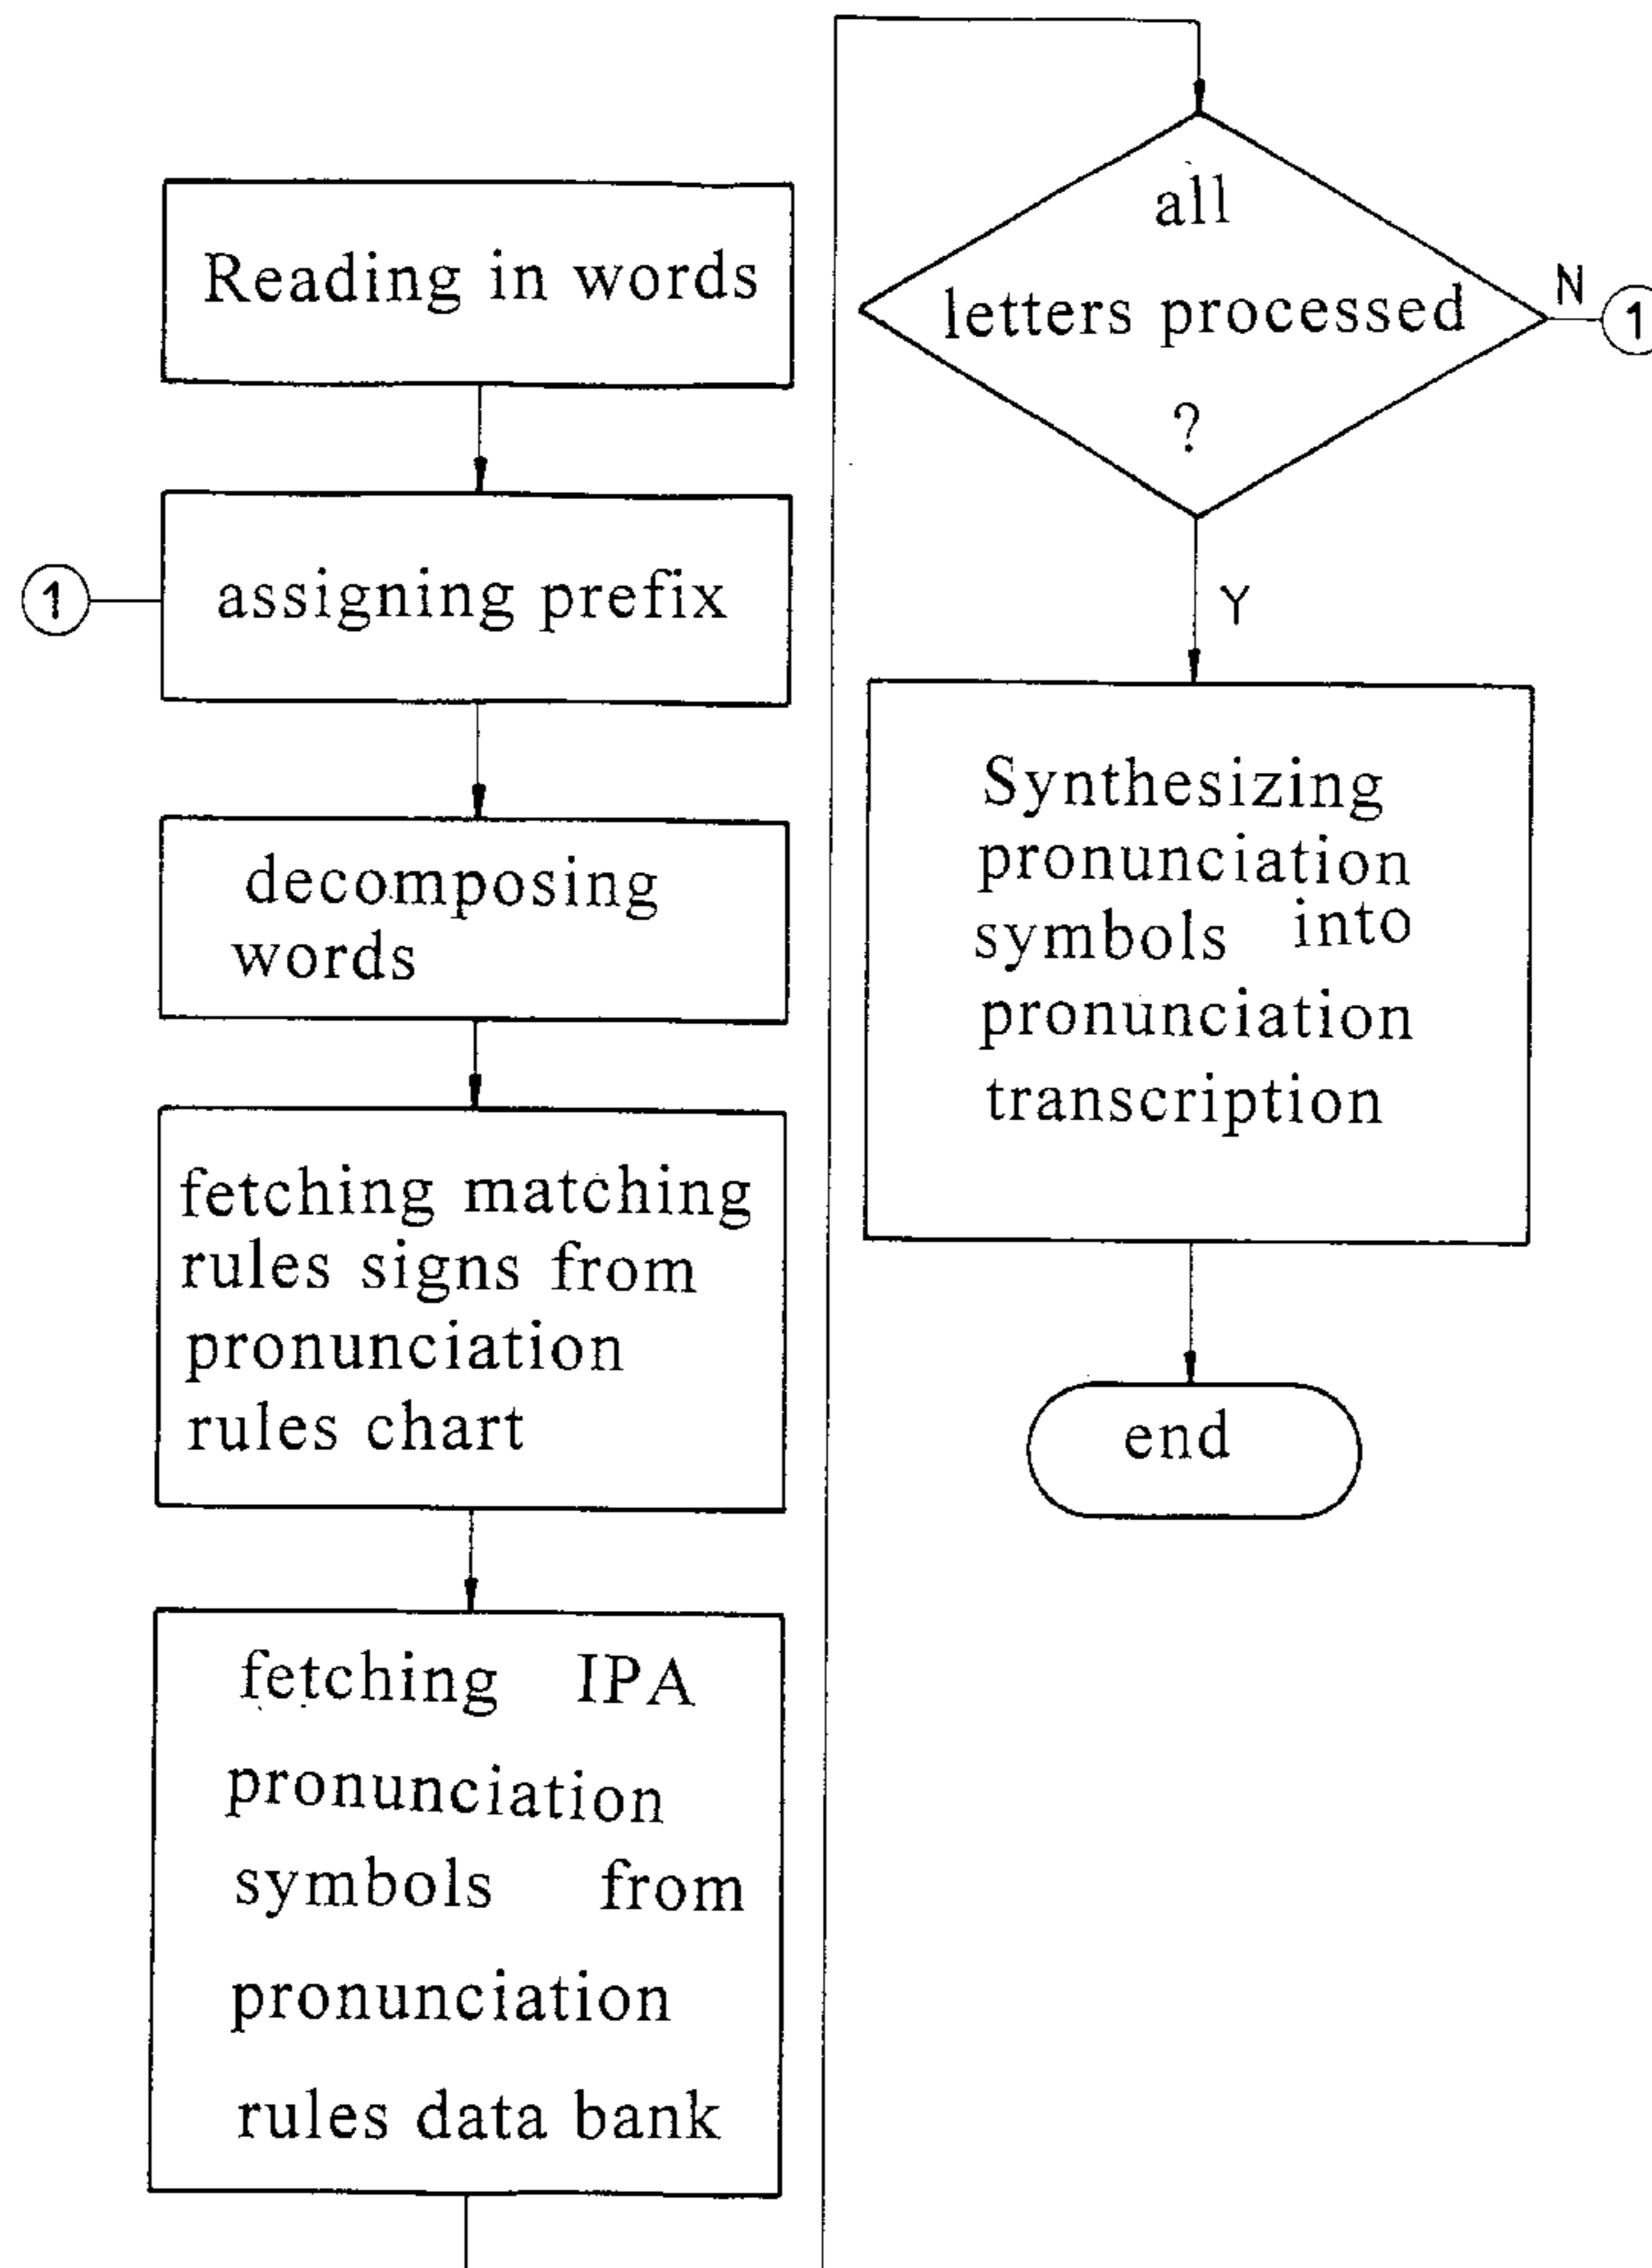 Reading in words
1
assigning prefix
decomposing
words
fetching matching
rules signs from
pronunciation
rules chart
fetching IPA
pronunciation
symbols from
pronunciation
rules data bank
all
letters processed
?
N
1
Y
Synthesizing
pronunciation
symbols into
pronunciation
transcription
end